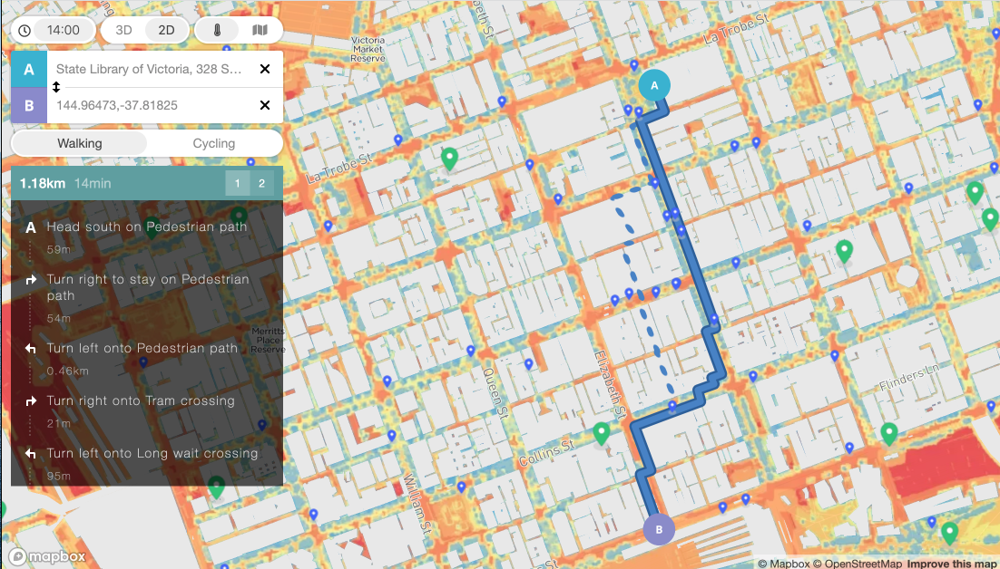 14:00
3D
2D
A
State Library of Victoria, 328 S...
B
144.96473,-37.81825
Walking
Cycling
1.18km 14min
1
2
A Head south on Pedestrian path
59m
Turn right to stay on Pedestrian
path
54m
Turn left onto Pedestrian path
0.46km
Turn right onto Tram crossing
21m
Turn left onto Long wait crossing
95m
Victoria
Market
Reserve
La Trobe St
A
La Trobe St
Merritts
Place
Reserve
Elizabeth St
Queen St
Flinders Ln
Collins St
William St
B
mapbox
© Mapbox © OpenStreetMap Improve this map